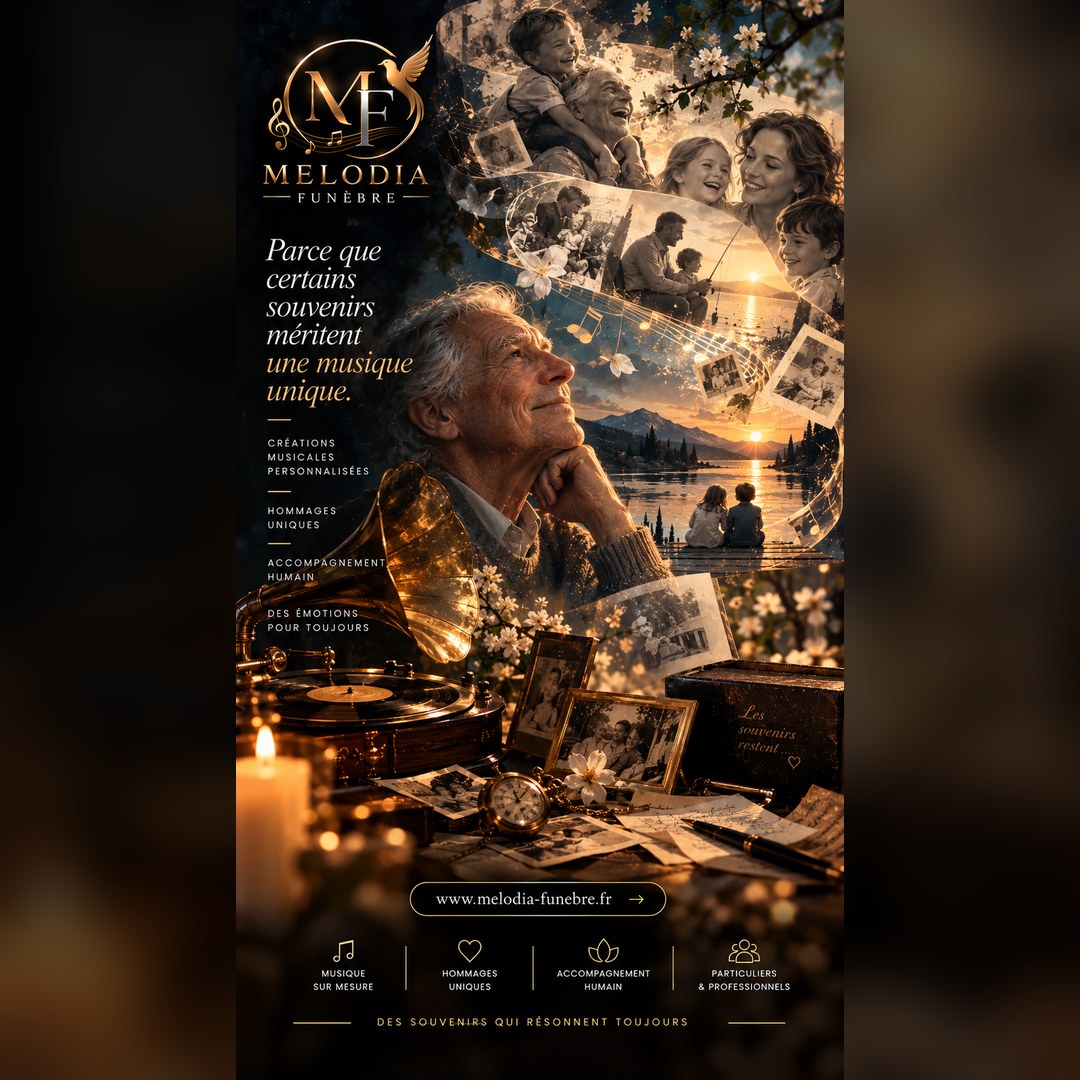 MF
MELODIA
FUNÈBRE
Parce que
certains
souvenirs
méritent
une musique
unique.
CRÉATIONS
MUSICALES
PERSONNALISÉES
HOMMAGES
UNIQUES
ACCOMPAGNEMENT
HUMAIN
DES ÉMOTIONS
POUR TOUJOURS
Les
souvenirs
restent...
www.melodia-funebre.fr →
MUSIQUE
SUR MESURE
HOMMAGES
UNIQUES
ACCOMPAGNEMENT
HUMAIN
PARTICULIERS
& PROFESSIONNELS
DES SOUVENIRS QUI RÉSONNENT TOUJOURS